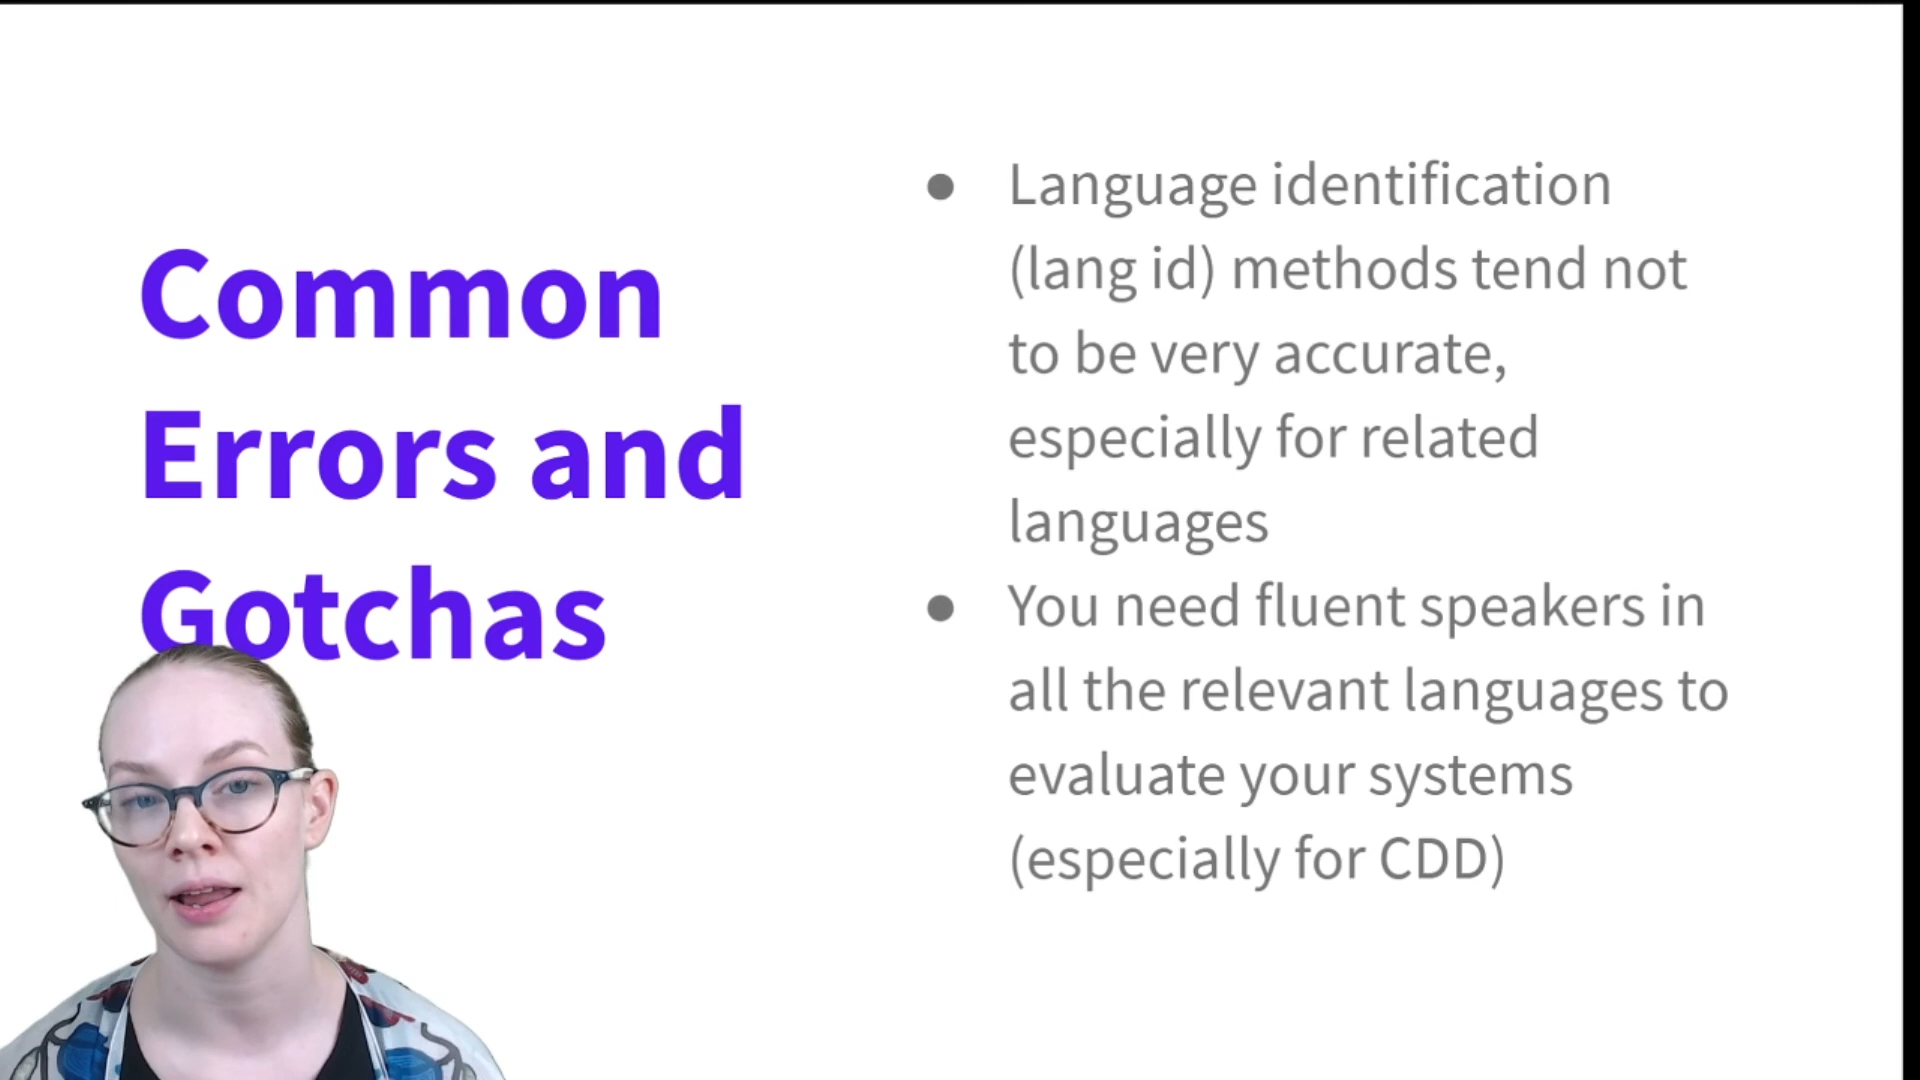 Common
Errors and
Gotchas
● Language identification
(lang id) methods tend not
to be very accurate,
especially for related
languages
● You need fluent speakers in
all the relevant languages to
evaluate your systems
(especially for CDD)